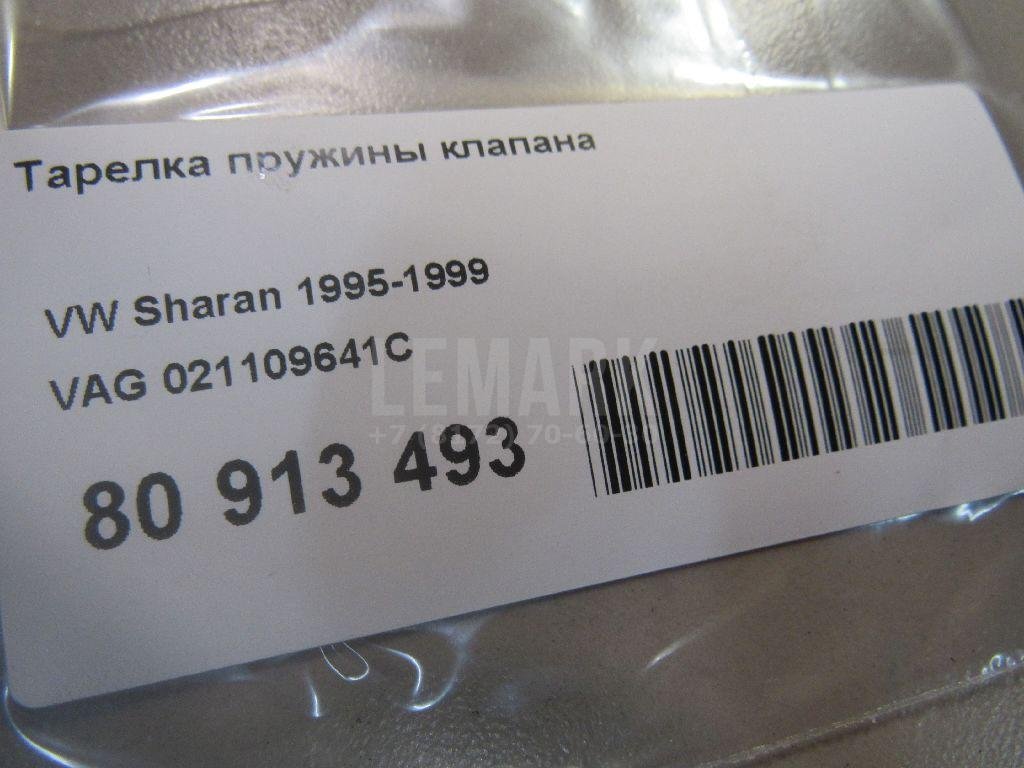 Тарелка пружины клапана
VW Sharan 1995-1999
VAG 021109641C
LEMARK
80 913 493